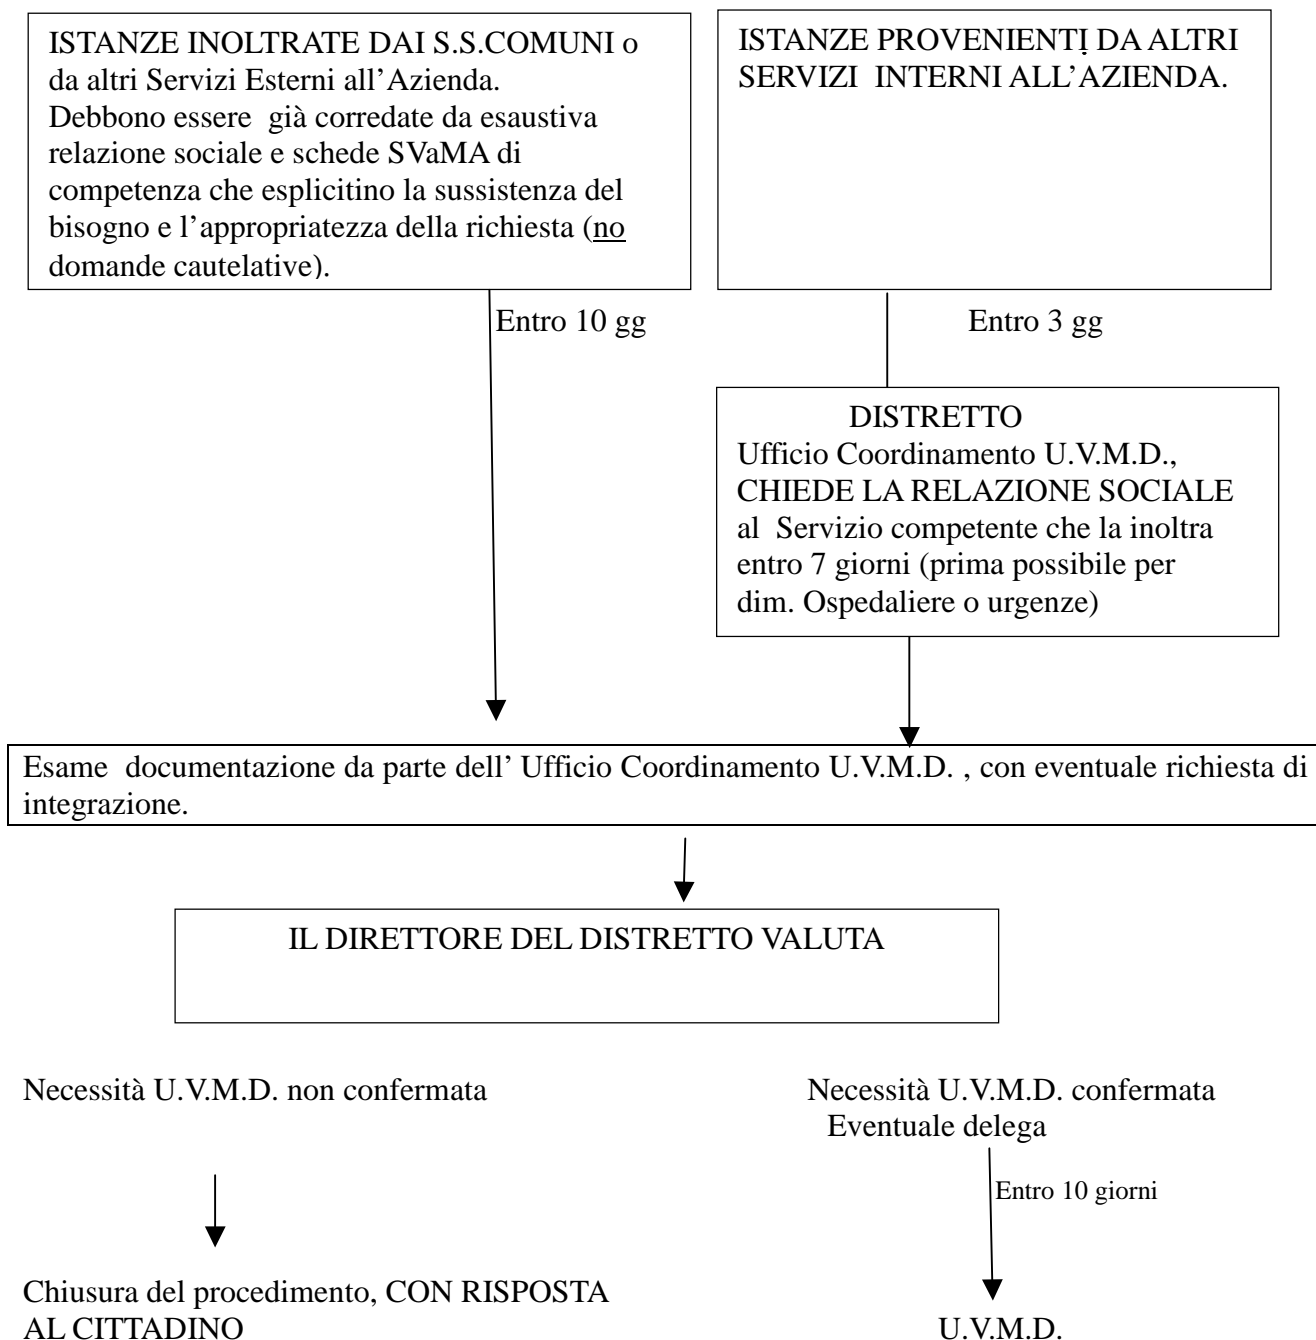 ISTANZE INOLTRATE DAI S.S.COMUNI o
da altri Servizi Esterni all’Azienda.
Debbono essere già corredate da esaustiva
relazione sociale e schede SVaMA di
competenza che esplicitino la sussistenza del
bisogno e l’appropriatezza della richiesta (no
domande cautelative).
ISTANZE PROVENIENTI DA ALTRI
SERVIZI INTERNI ALL’AZIENDA.
Entro 10 gg
Entro 3 gg
DISTRETTO
Ufficio Coordinamento U.V.M.D.,
CHIEDE LA RELAZIONE SOCIALE
al Servizio competente che la inoltra
entro 7 giorni (prima possibile per
dim. Ospedaliere o urgenze)
Esame documentazione da parte dell’ Ufficio Coordinamento U.V.M.D. , con eventuale richiesta di
integrazione.
IL DIRETTORE DEL DISTRETTO VALUTA
Necessità U.V.M.D. non confermata
Necessità U.V.M.D. confermata
Eventuale delega
Entro 10 giorni
Chiusura del procedimento, CON RISPOSTA
AL CITTADINO
U.V.M.D.